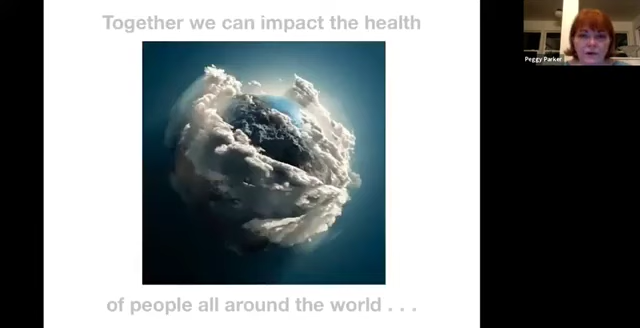 Together we can impact the health
Peggy Parker
of people all around the world . . .